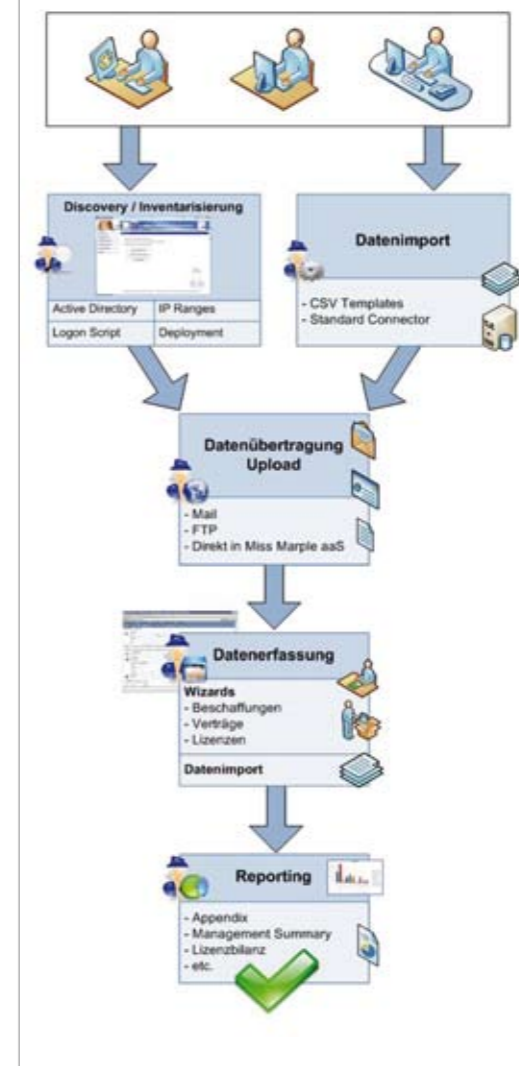 Discovery / Inventarisierung
Active Directory
IP Ranges
Logon Script
Deployment
Datenimport
- CSV Templates
- Standard Connector
Datenübertragung
Upload
- Mail
- FTP
- Direkt in Miss Marple aaS
Datenerfassung
Wizards
- Beschaffungen
- Verträge
- Lizenzen
Datenimport
Reporting
- Appendix
- Management Summary
- Lizenzbilanz
- etc.